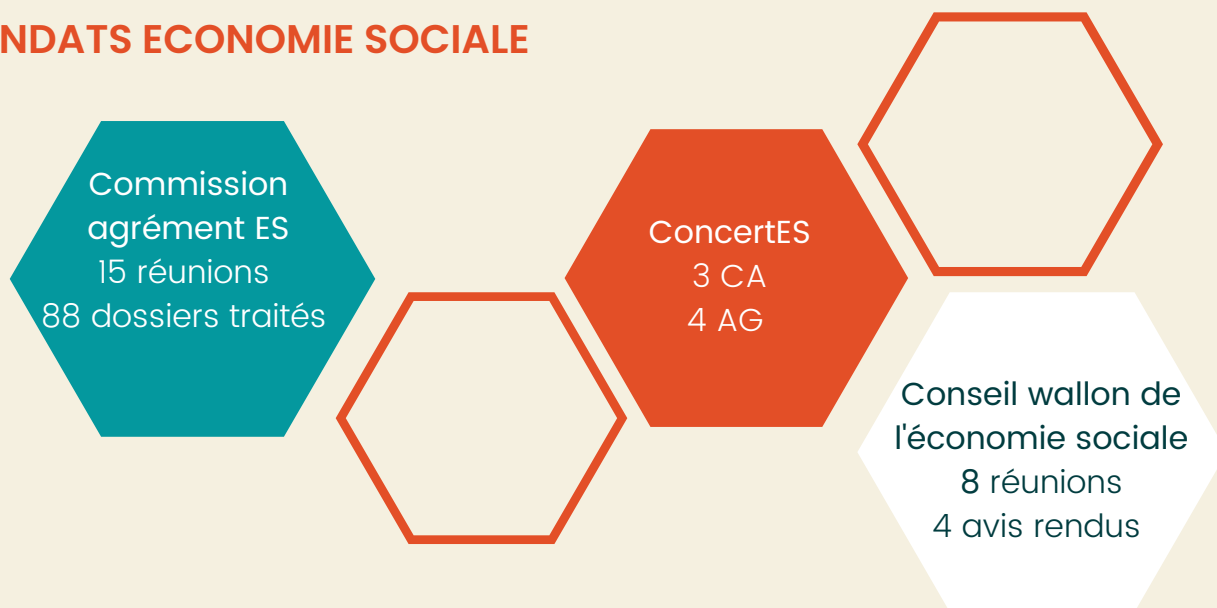 NDATS ECONOMIE SOCIALE
Commission
agrément ES
15 réunions
88 dossiers traités
ConcertES
3 CA
4 AG
Conseil wallon de
l'économie sociale
8 réunions
4 avis rendus